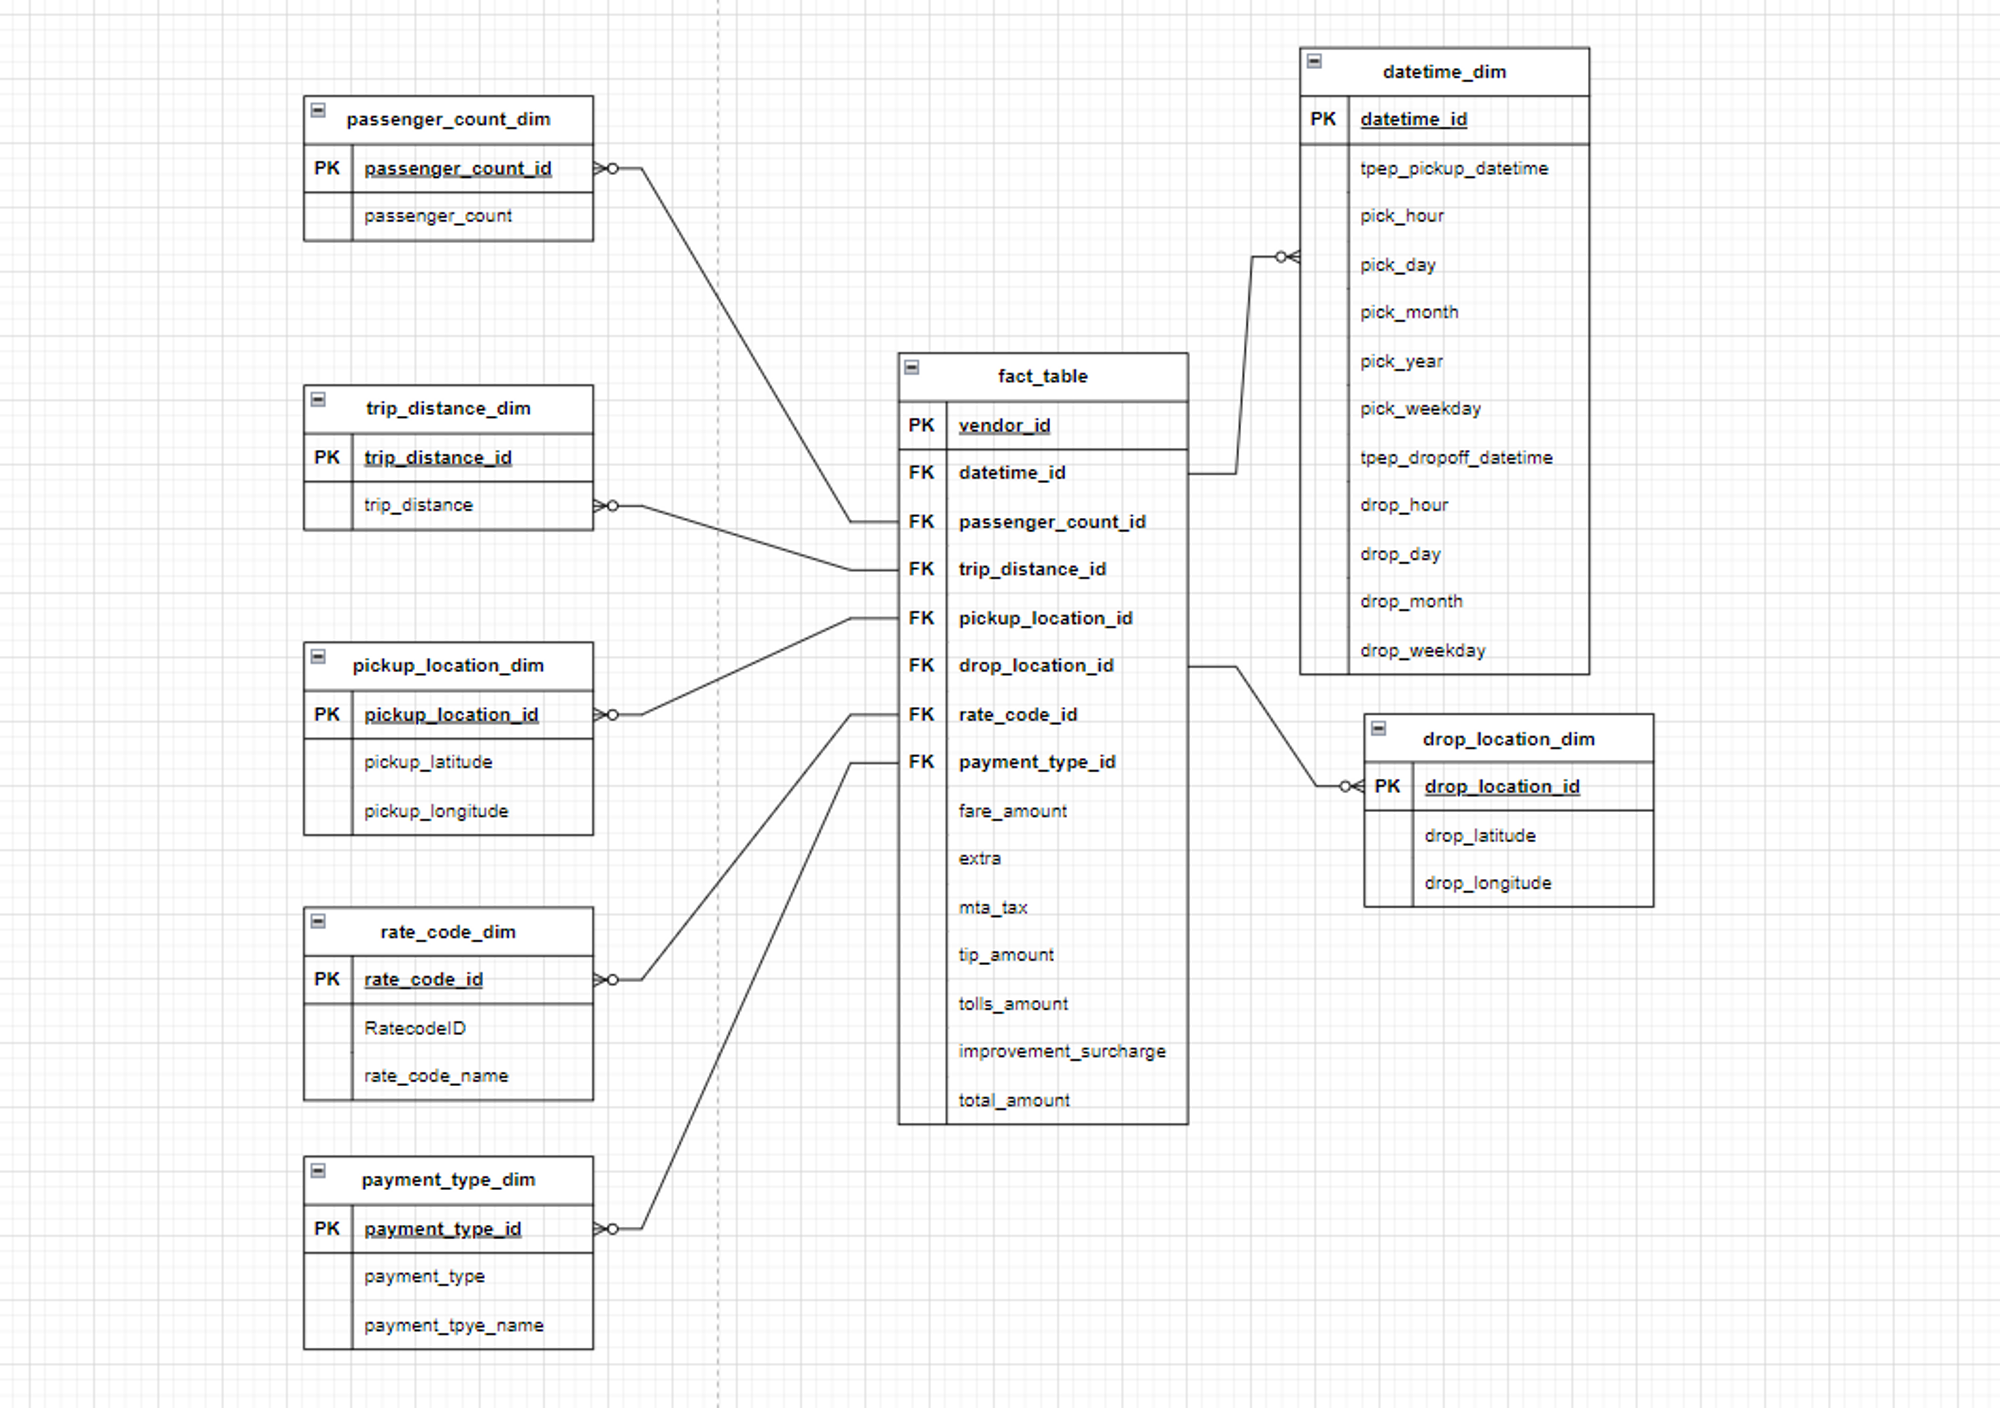 passenger_count_dim
PK passenger_count_id
passenger_count
trip_distance_dim
PK trip_distance_id
trip_distance
pickup_location_dim
PK pickup_location_id
pickup_latitude
pickup_longitude
rate_code_dim
PK rate_code_id
RatecodeID
rate_code_name
payment_type_dim
PK payment_type_id
payment_type
payment_tpye_name
fact_table
PK vendor_id
FK datetime_id
FK passenger_count_id
FK trip_distance_id
FK pickup_location_id
FK drop_location_id
FK rate_code_id
FK payment_type_id
fare_amount
extra
mta_tax
tip_amount
tolls_amount
improvement_surcharge
total_amount
datetime_dim
PK datetime_id
tpep_pickup_datetime
pick_hour
pick_day
pick_month
pick_year
pick_weekday
tpep_dropoff_datetime
drop_hour
drop_day
drop_month
drop_weekday
drop_location_dim
PK drop_location_id
drop_latitude
drop_longitude